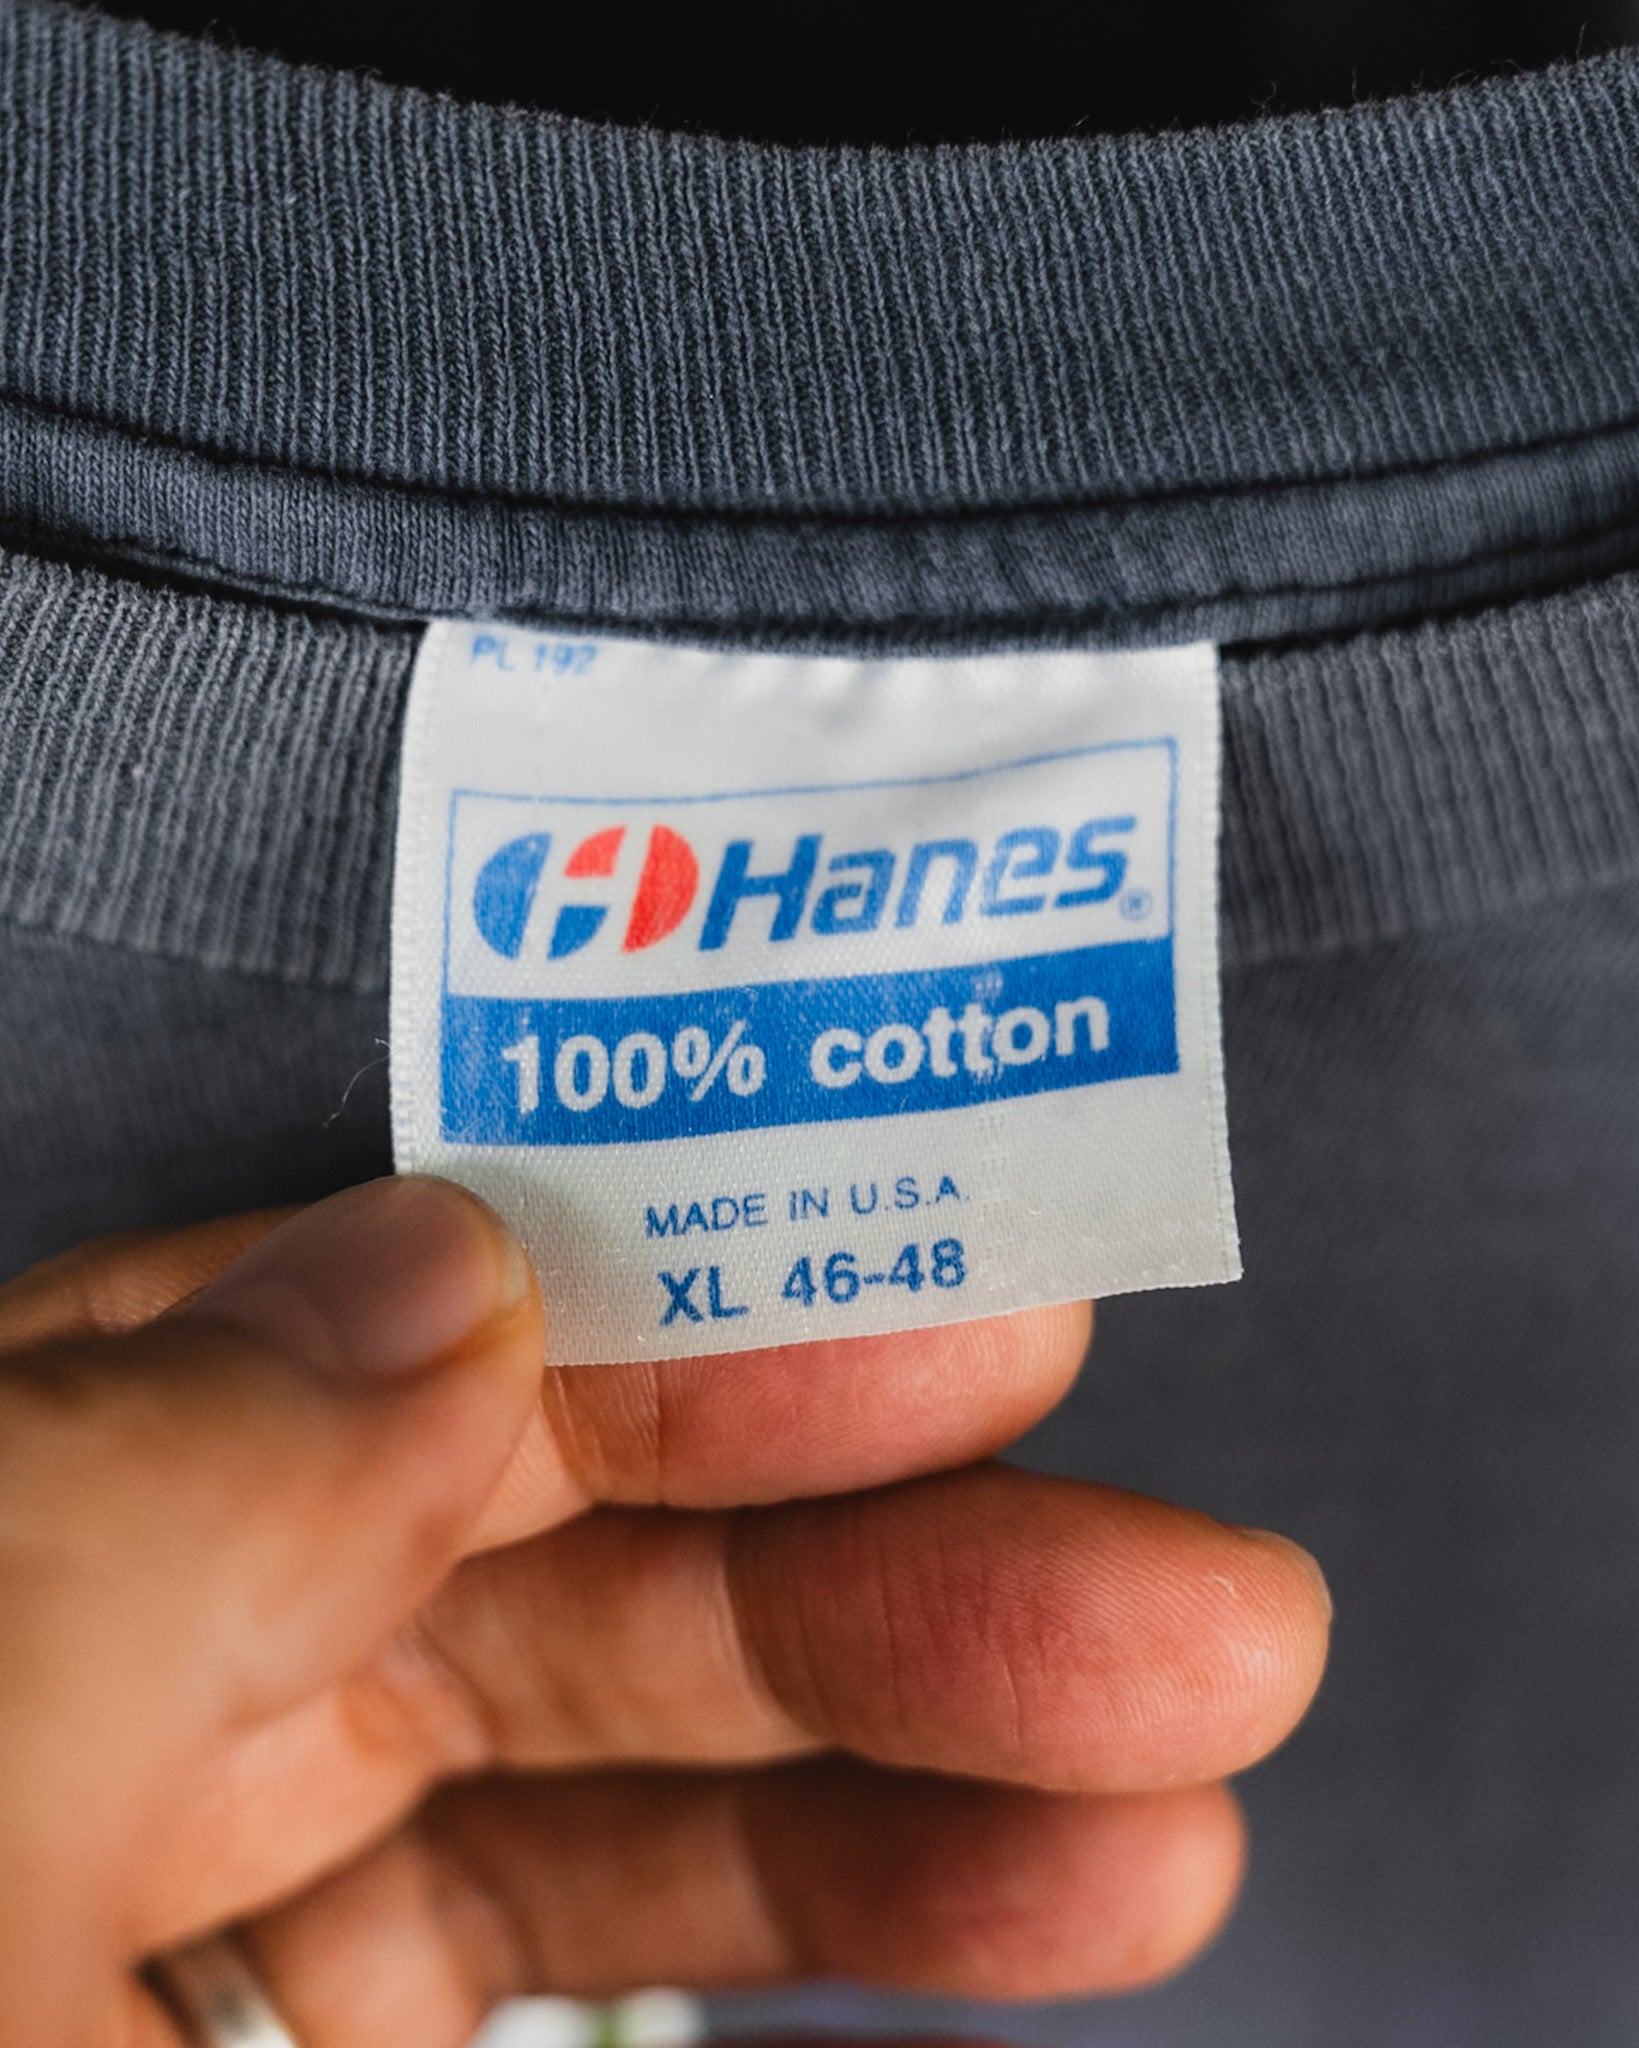 PL 192
Hanes®
100% cotton
MADE IN U.S.A.
XL 46-48